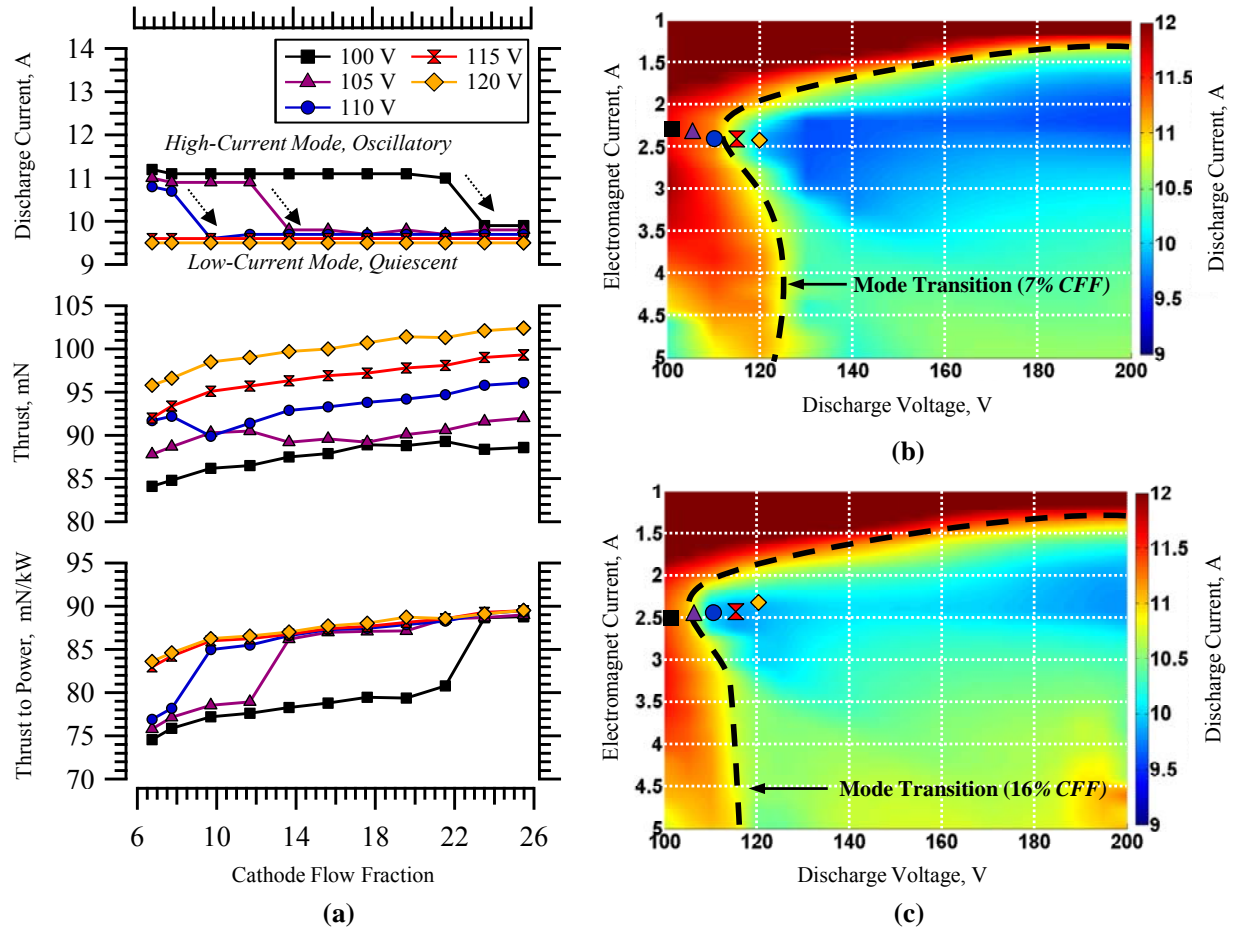 14
13
12
11
10
9
Discharge Current, A
100 V
105 V
110 V
115 V
120 V
High-Current Mode, Oscillatory
Low-Current Mode, Quiescent
105
100
95
90
85
80
Thrust, mN
95
90
85
80
75
70
Thrust to Power, mN/kW
6 10 14 18 22 26
Cathode Flow Fraction
(a)
1
1.5
2
2.5
3
3.5
4
4.5
5
Electromagnet Current, A
Mode Transition (7% CFF)
100 120 140 160 180 200
Discharge Voltage, V
12
11.5
11
10.5
10
9.5
9
Discharge Current, A
(b)
1
1.5
2
2.5
3
3.5
4
4.5
5
Electromagnet Current, A
Mode Transition (16% CFF)
100 120 140 160 180 200
Discharge Voltage, V
12
11.5
11
10.5
10
9.5
9
Discharge Current, A
(c)